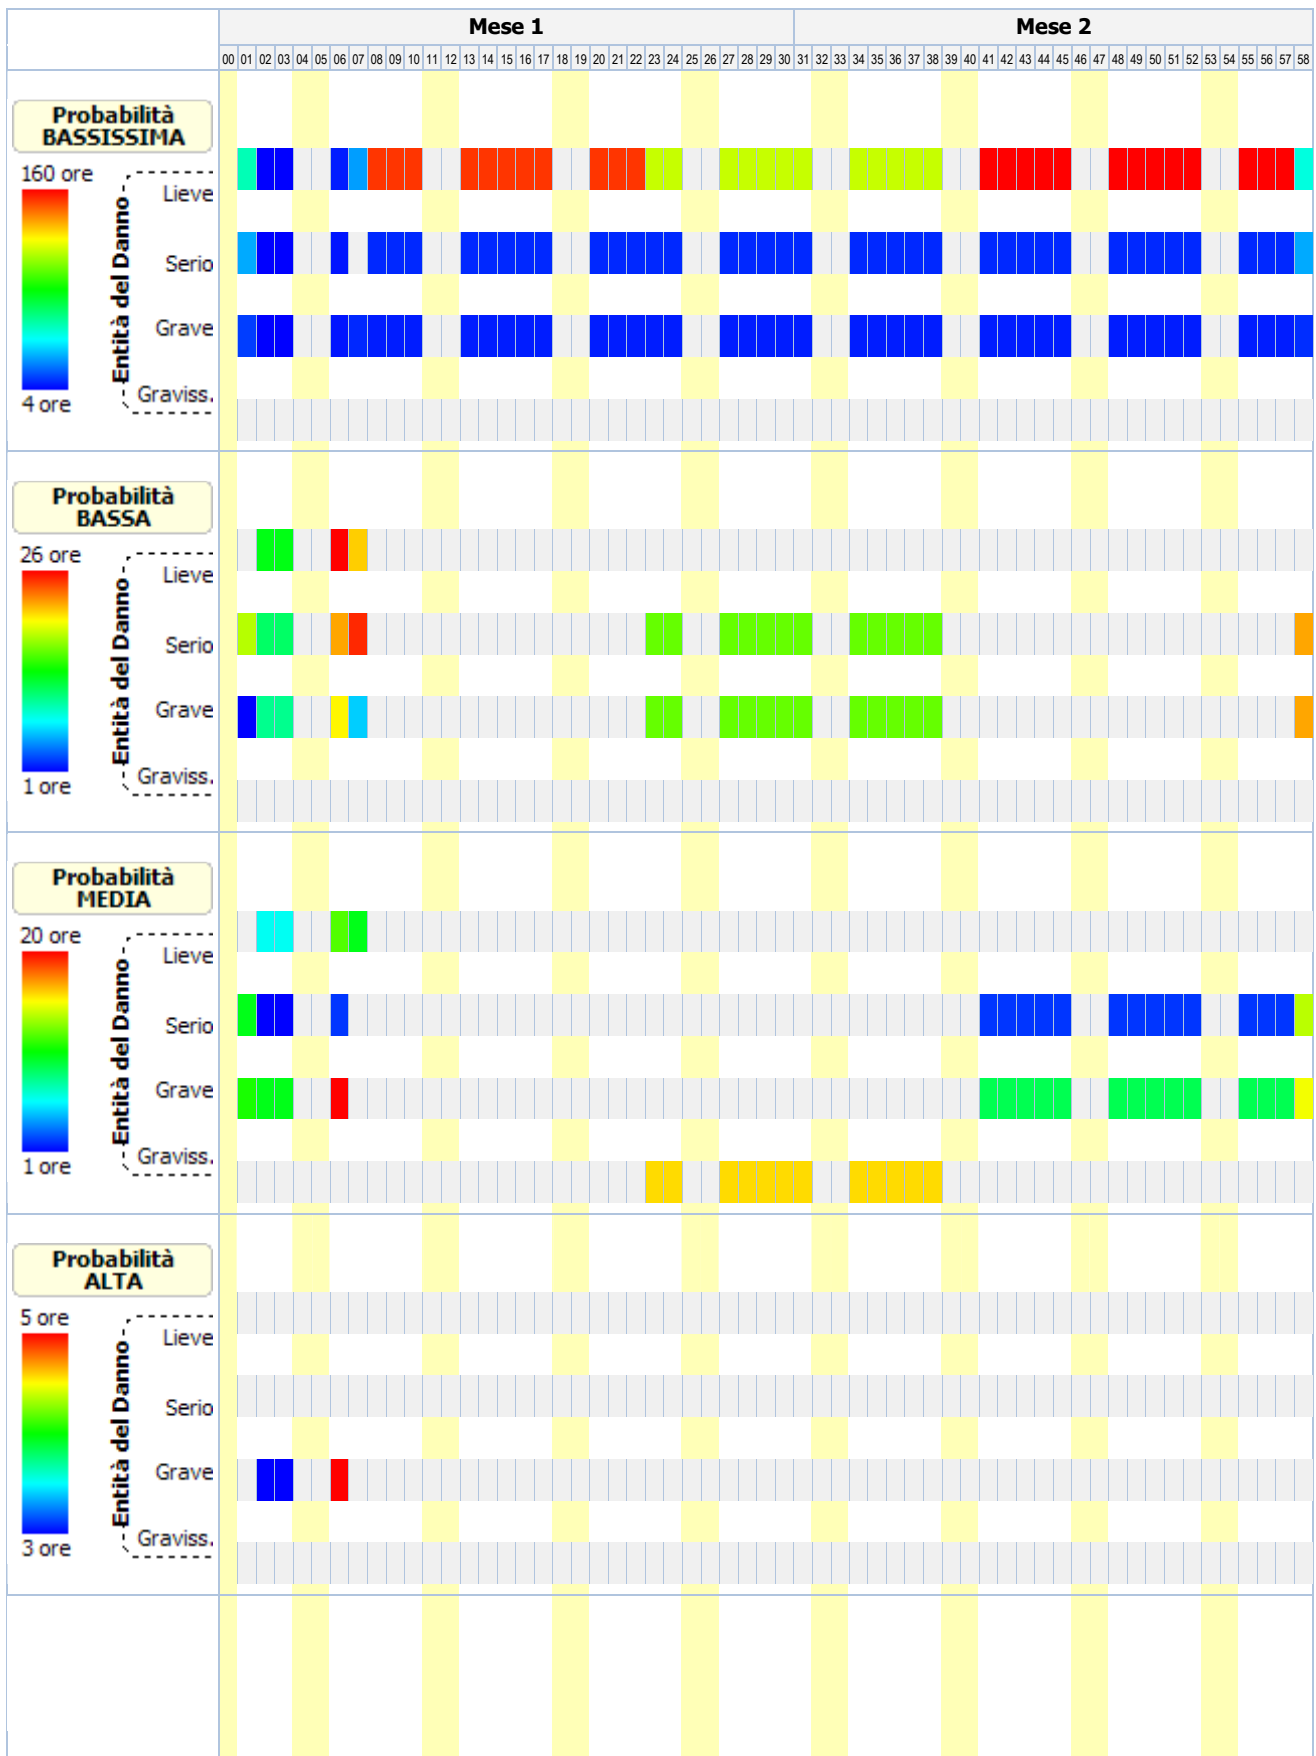 Mese 1 Mese 2
00 01 02 03 04 05 06 07 08 09 10 11 12 13 14 15 16 17 18 19 20 21 22 23 24 25 26 27 28 29 30 31 32 33 34 35 36 37 38 39 40 41 42 43 44 45 46 47 48 49 50 51 52 53 54 55 56 57 58
Probabilità
BASSISSIMA
160 ore
4 ore
Entità del Danno
Lieve
Serio
Grave
Graviss.
Probabilità
BASSA
26 ore
1 ore
Entità del Danno
Lieve
Serio
Grave
Graviss.
Probabilità
MEDIA
20 ore
1 ore
Entità del Danno
Lieve
Serio
Grave
Graviss.
Probabilità
ALTA
5 ore
3 ore
Entità del Danno
Lieve
Serio
Grave
Graviss.